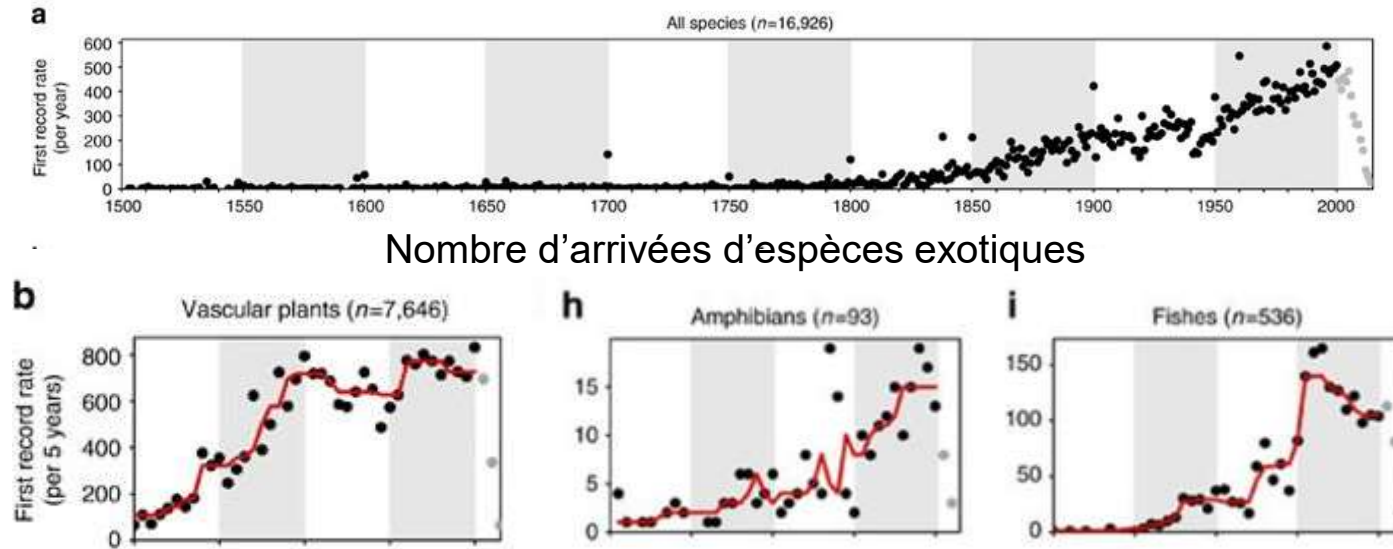 a
All species (n=16,926)
First record rate
(per year)
600
500
400
300
200
100
0
1500 1550 1600 1650 1700 1750 1800 1850 1900 1950 2000
Nombre d'arrivées d'espèces exotiques
b
Vascular plants (n=7,646)
First record rate
(per 5 years)
800
600
400
200
0
h
Amphibians (n=93)
15
10
5
0
i
Fishes (n=536)
150
100
50
0